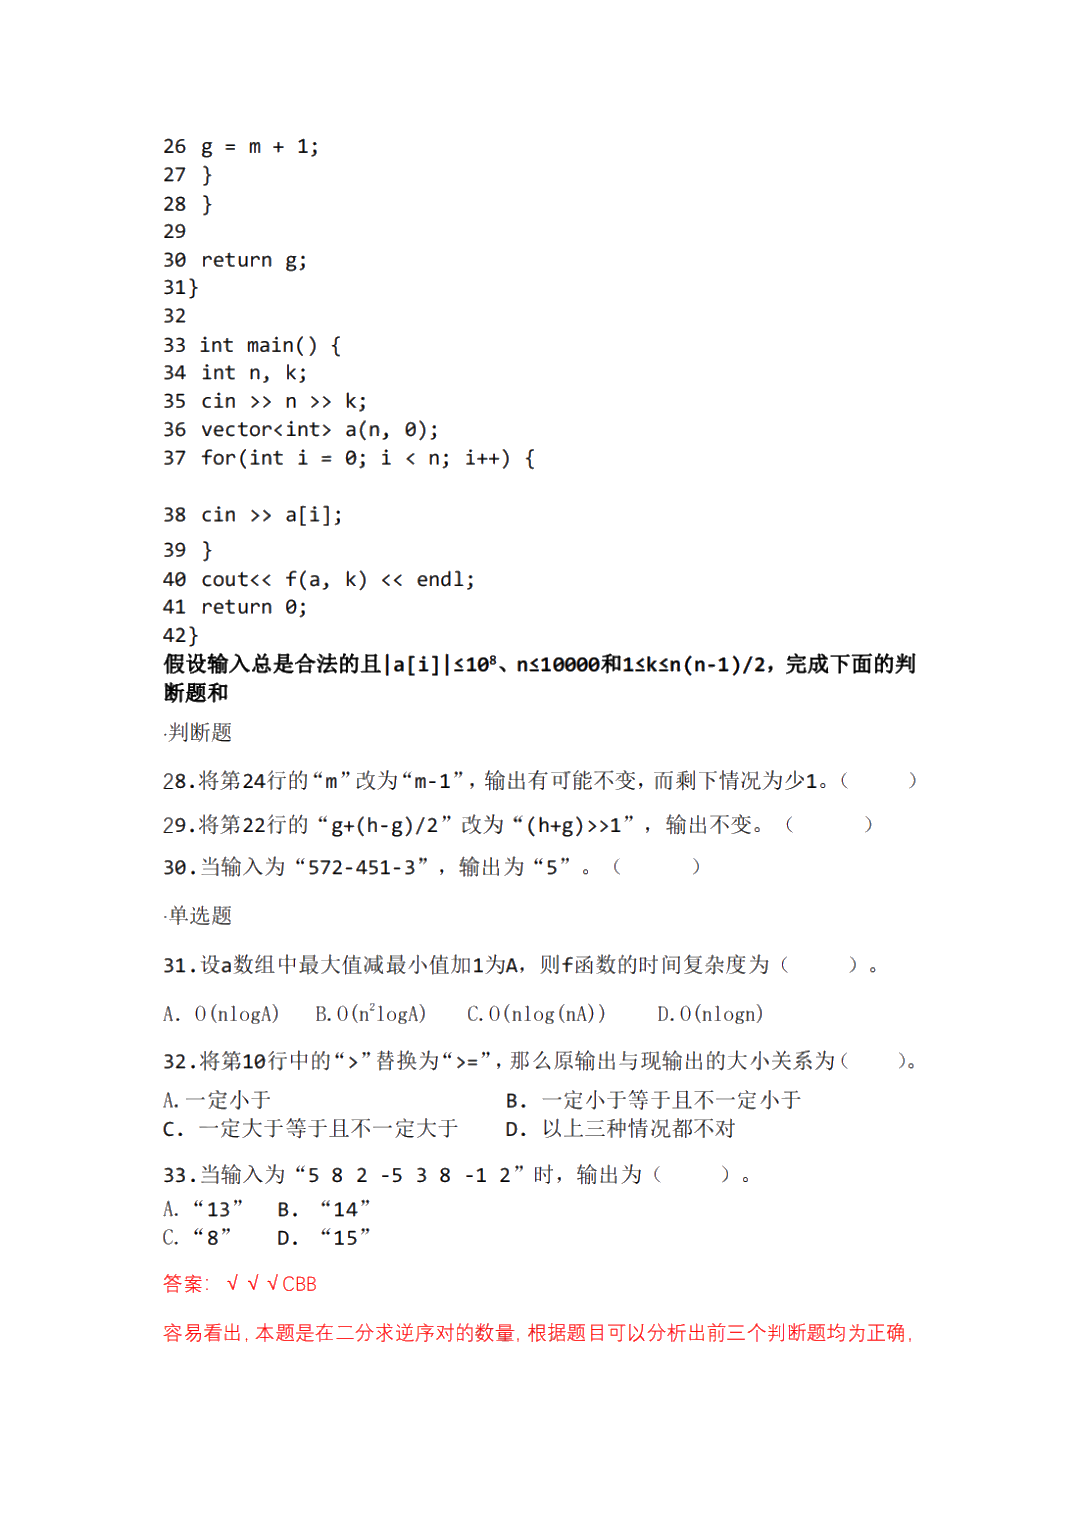 26 g = m + 1;
27 }
28 }
29
30 return g;
31}
32
33 int main() {
34 int n, k;
35 cin >> n >> k;
36 vector<int> a(n, 0);
37 for(int i = 0; i < n; i++) {
38 cin >> a[i];
39 }
40 cout<< f(a, k) << endl;
41 return 0;
42}
假设输入总是合法的且|a[i]|≤10⁸、n≤10000和1≤k≤n(n-1)/2，完成下面的判
断题和
·判断题
28.将第24行的“m”改为“m-1”，输出有可能不变，而剩下情况为少1。（　　）
29.将第22行的“g+(h-g)/2”改为“(h+g)>>1”，输出不变。（　　）
30.当输入为“572-451-3”，输出为“5”。（　　）
·单选题
31.设a数组中最大值减最小值加1为A，则f函数的时间复杂度为（　　）。
A. O(nlogA) B.O(n²logA) C.O(nlog(nA)) D.O(nlogn)
32.将第10行中的“>”替换为“>=”，那么原输出与现输出的大小关系为（　　）。
A.一定小于 B. 一定小于等于且不一定小于
C. 一定大于等于且不一定大于 D. 以上三种情况都不对
33.当输入为“5 8 2 -5 3 8 -1 2”时，输出为（　　）。
A. “13” B. “14”
C. “8” D. “15”
答案：√√√CBB
容易看出，本题是在二分求逆序对的数量，根据题目可以分析出前三个判断题均为正确，